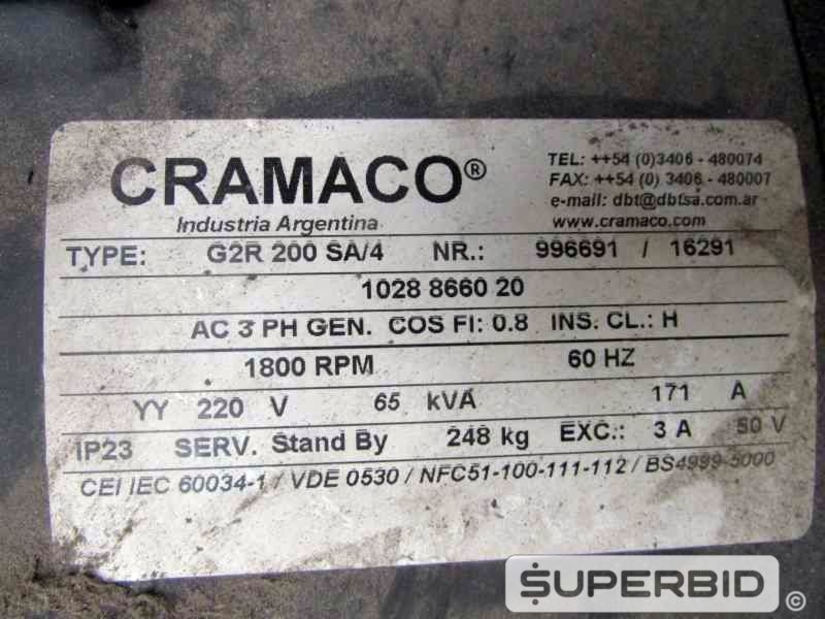 CRAMACO®
Industria Argentina
TEL: ++54 (0)3406 - 480074
FAX: ++54 (0) 3406 - 480007
e-mail: dbt@dbtsa.com.ar
www.cramaco.com
TYPE: G2R 200 SA/4 NR.: 996691 / 16291
1028 8660 20
AC 3 PH GEN. COS FI: 0.8 INS. CL.: H
1800 RPM 60 HZ
YY 220 V 65 kVA 171 A
IP23 SERV. Stand By 248 kg EXC.: 3 A 50 V
CEI IEC 60034-1 / VDE 0530 / NFC51-100-111-112 / BS4999-5000
SUPERBID ©